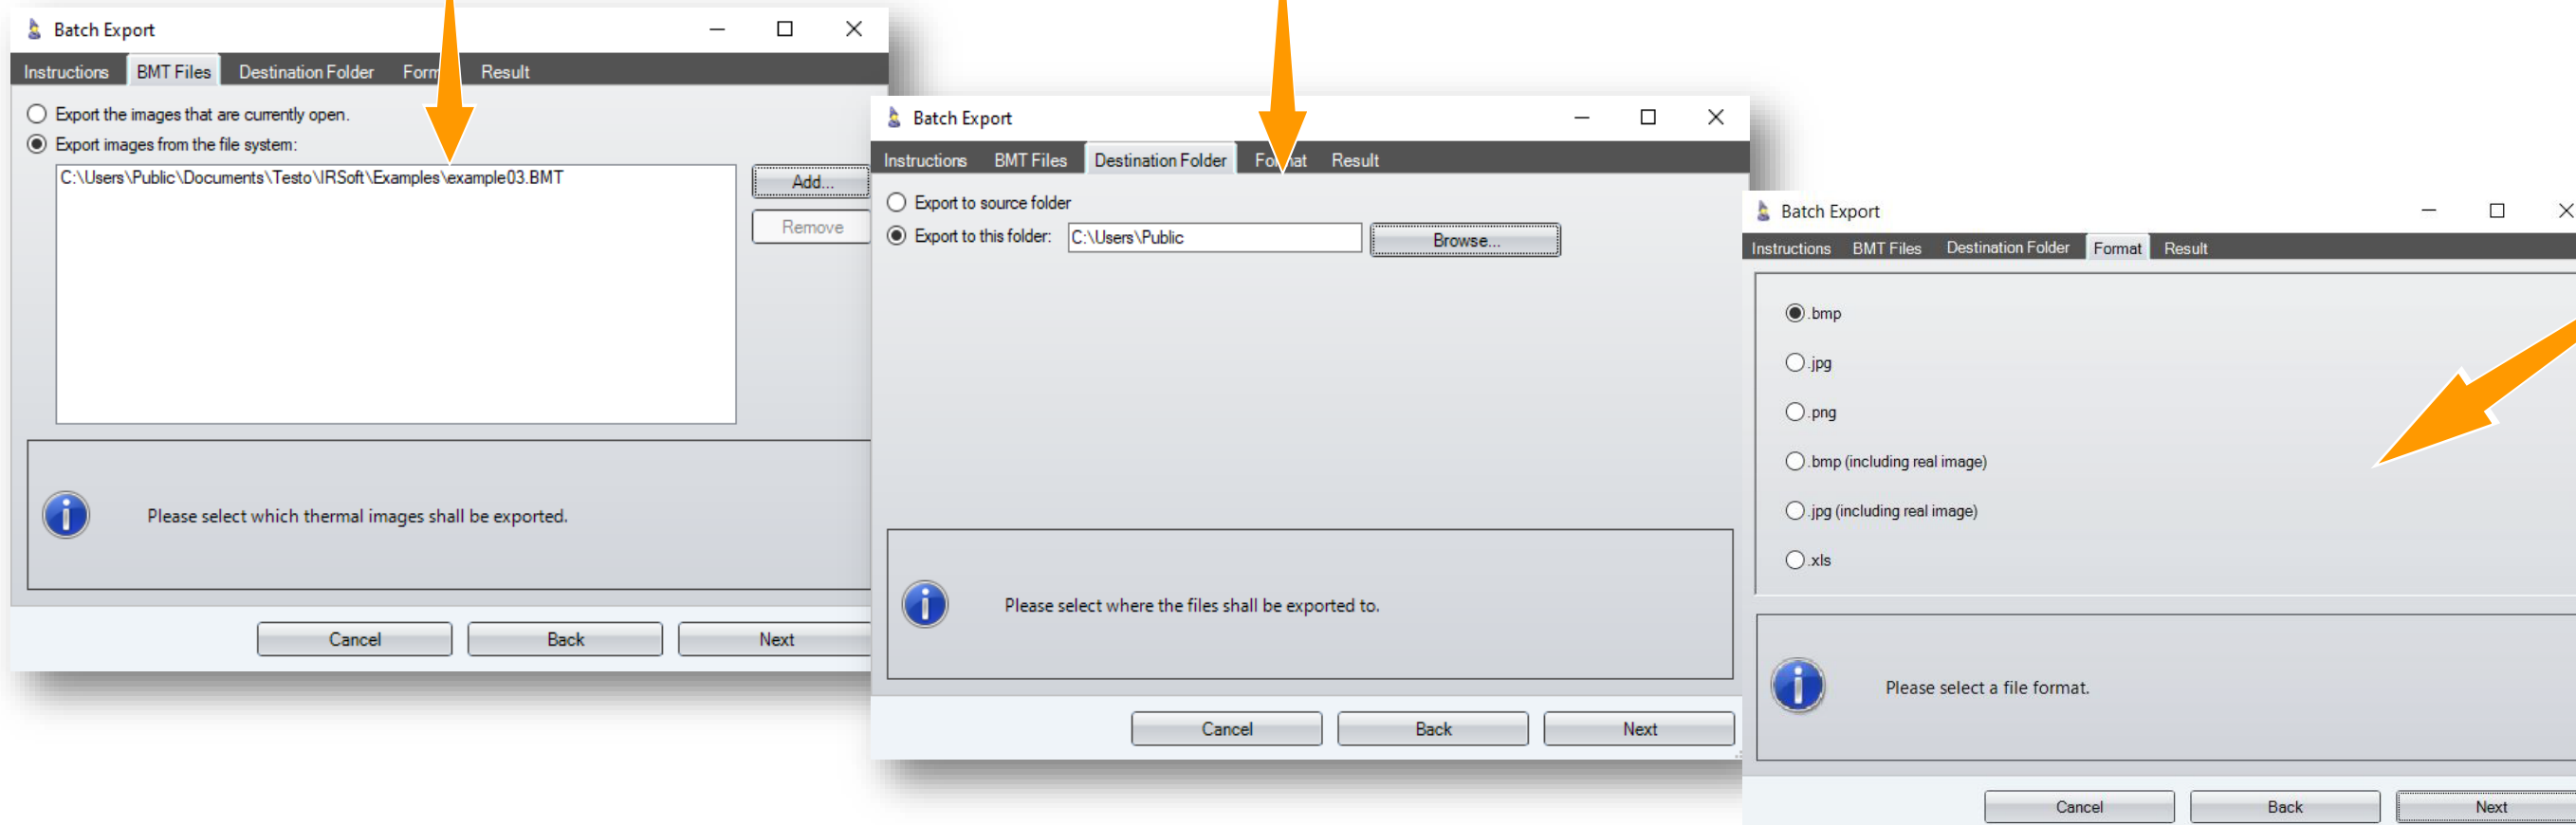 Batch Export
Instructions BMT Files Destination Folder Result
Export the images that are currently open.
Export images from the file system:
C:\Users\Public\Documents\Testo\IRSoft\Examples\example03.BMT
Add...
Remove
Please select which thermal images shall be exported.
Cancel Back Next
Batch Export
Instructions BMT Files Destination Folder Format Result
Export to source folder
Export to this folder: C:\Users\Public Browse...
Please select where the files shall be exported to.
Cancel Back Next
Batch Export
Instructions BMT Files Destination Folder Format Result
.bmp
.jpg
.png
.bmp (including real image)
.jpg (including real image)
.xls
Please select a file format.
Cancel Back Next